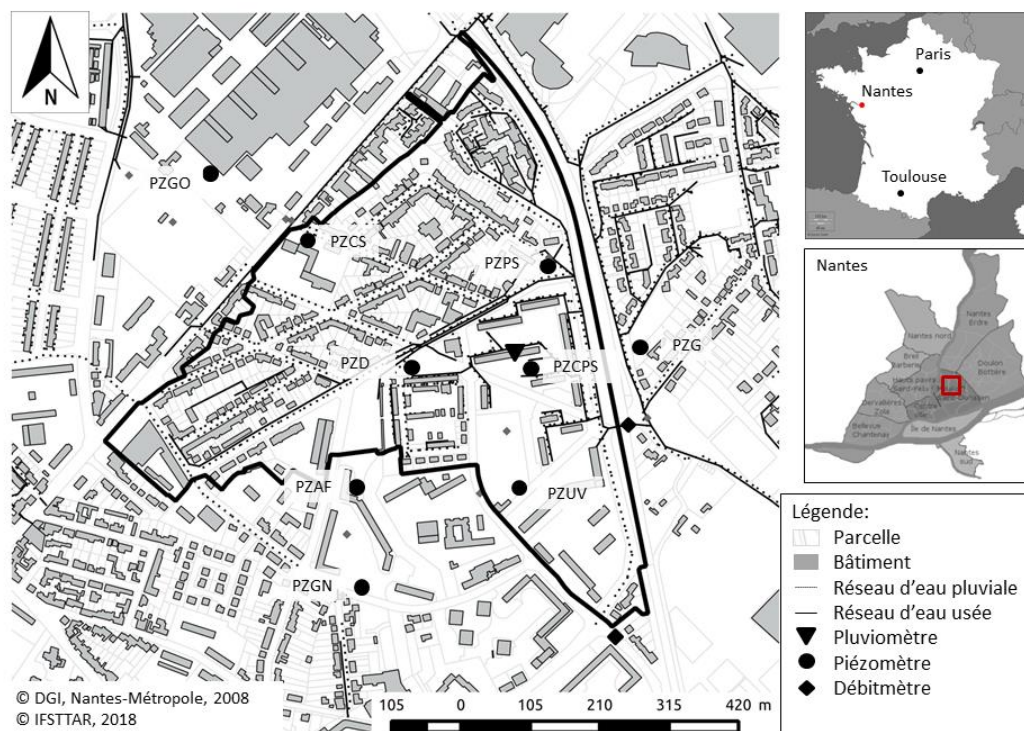 N
PZGO
PZCS
PZPS
PZD
PZCPS
PZG
PZAF
PZUV
PZGN
© DGI, Nantes-Métropole, 2008
© IFSTTAR, 2018
105 0 105 210 315 420 m
Paris
Nantes
Toulouse
Nantes
Nantes
Erdre
Nantes nord
Breil
Barberie
Doulon
Bottière
Hauts pavés
Dervallières
Zola
Bellevue
Chantenay
Île de Nantes
Nantes
sud
Légende:
Parcelle
Bâtiment
Réseau d'eau pluviale
Réseau d'eau usée
Pluviomètre
Piézomètre
Débitmètre